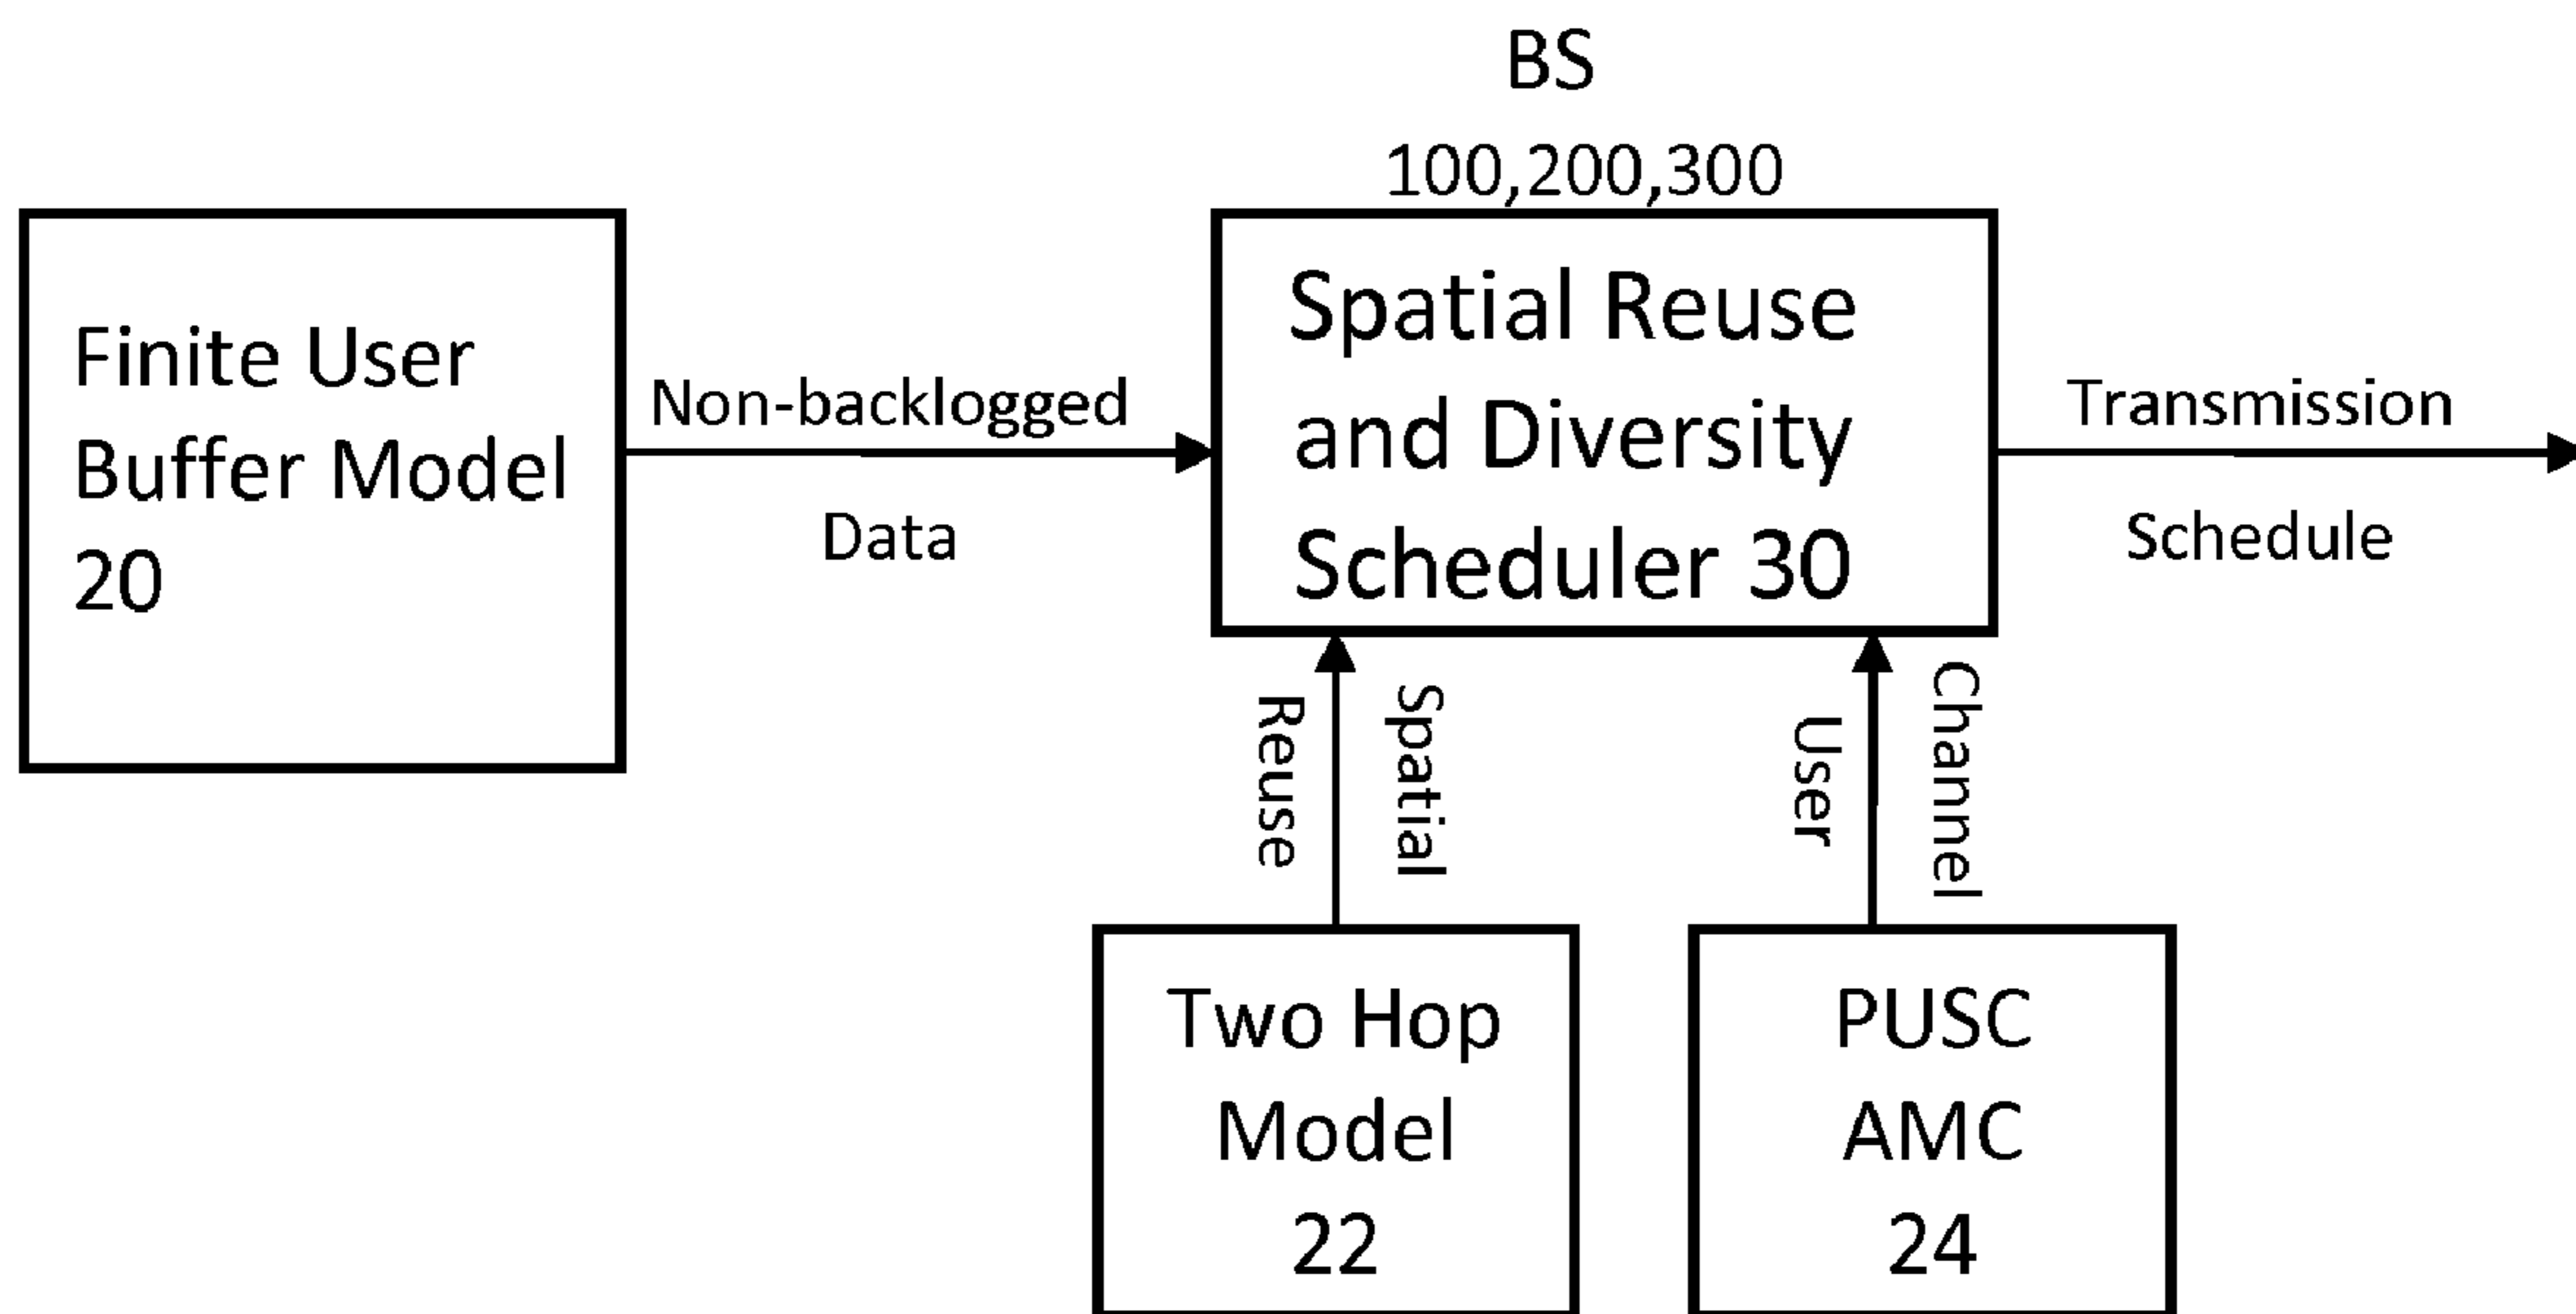 BS
100,200,300
Finite User
Buffer Model
20
Non-backlogged
Data
Spatial Reuse
and Diversity
Scheduler 30
Transmission
Schedule
Reuse
Spatial
User
Channel
Two Hop
Model
22
PUSC
AMC
24